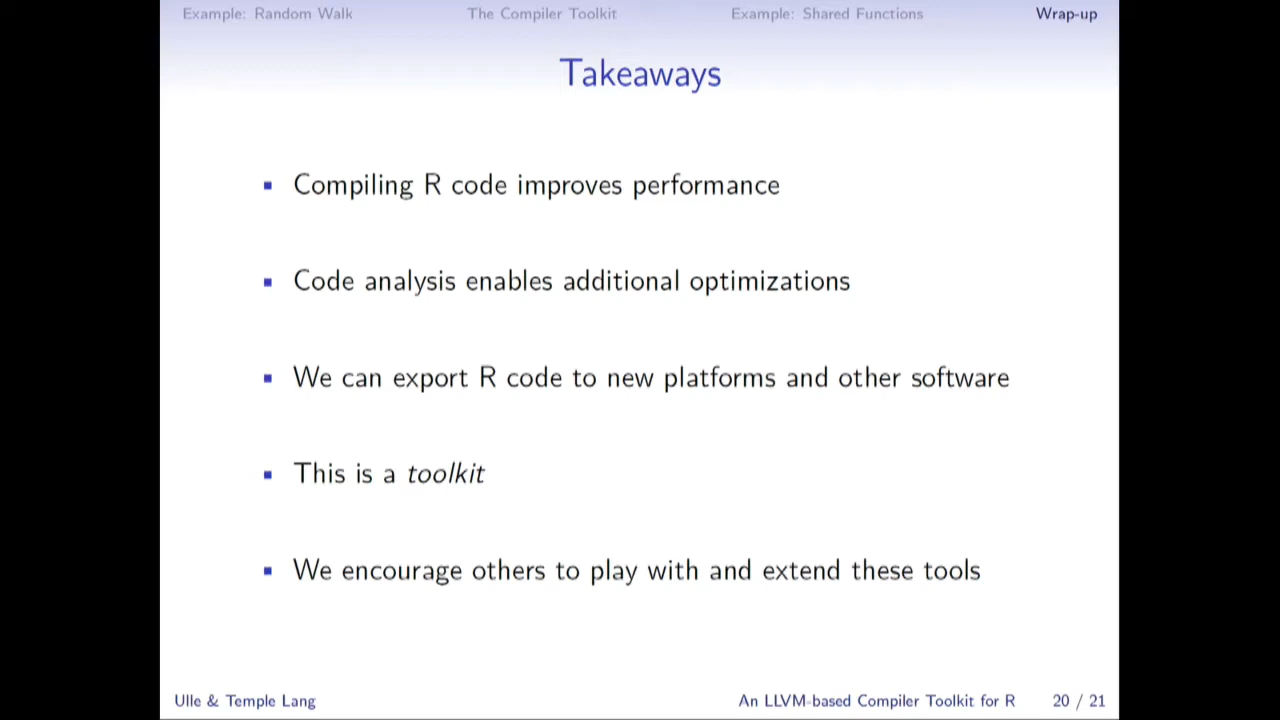 Example: Random Walk The Compiler Toolkit Example: Shared Functions Wrap-up
Takeaways
Compiling R code improves performance
Code analysis enables additional optimizations
We can export R code to new platforms and other software
This is a toolkit
We encourage others to play with and extend these tools
Ulle & Temple Lang An LLVM-based Compiler Toolkit for R 20 / 21